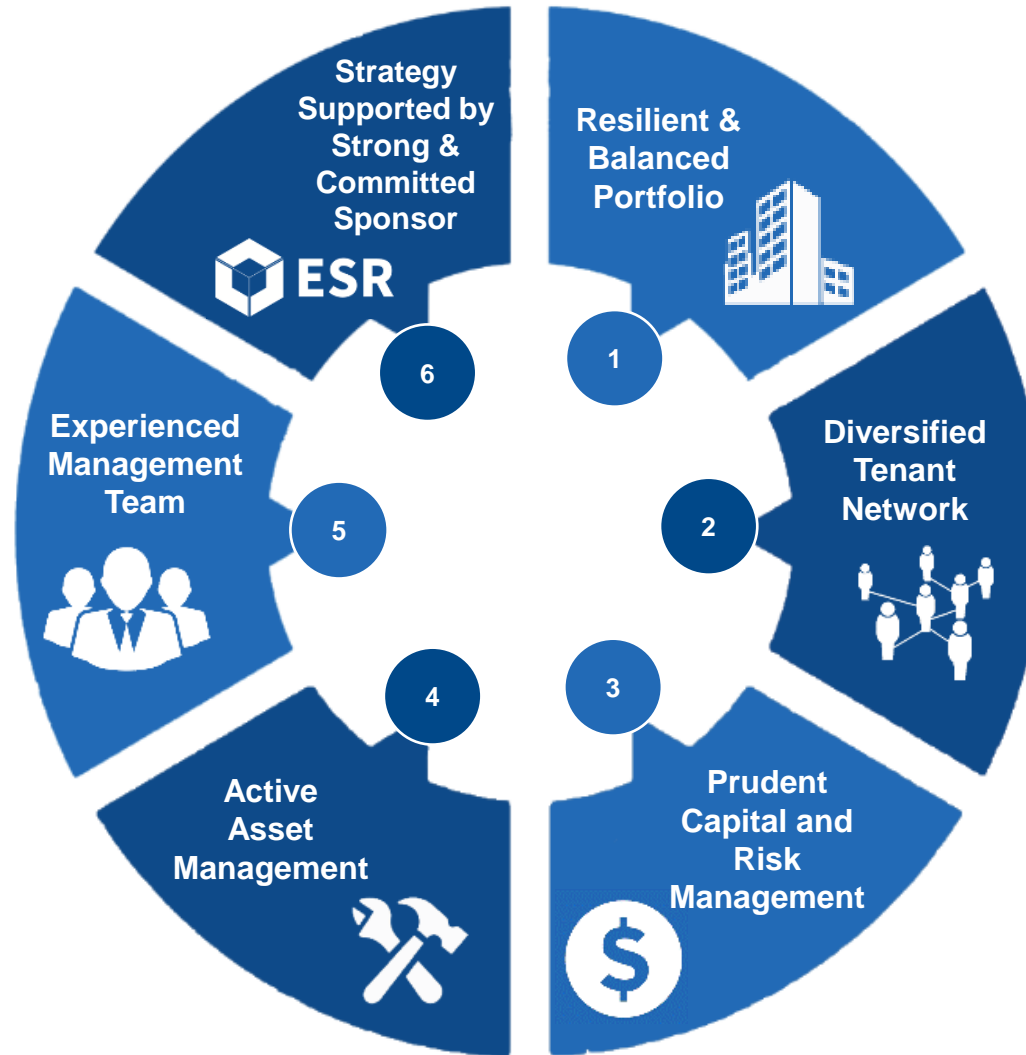 Resilient &
Balanced
Portfolio
1
Diversified
Tenant
Network
2
Prudent
Capital and
Risk
Management
$
3
Active
Asset
Management
4
Experienced
Management
Team
5
Strategy
Supported by
Strong &
Committed
Sponsor
ESR
6